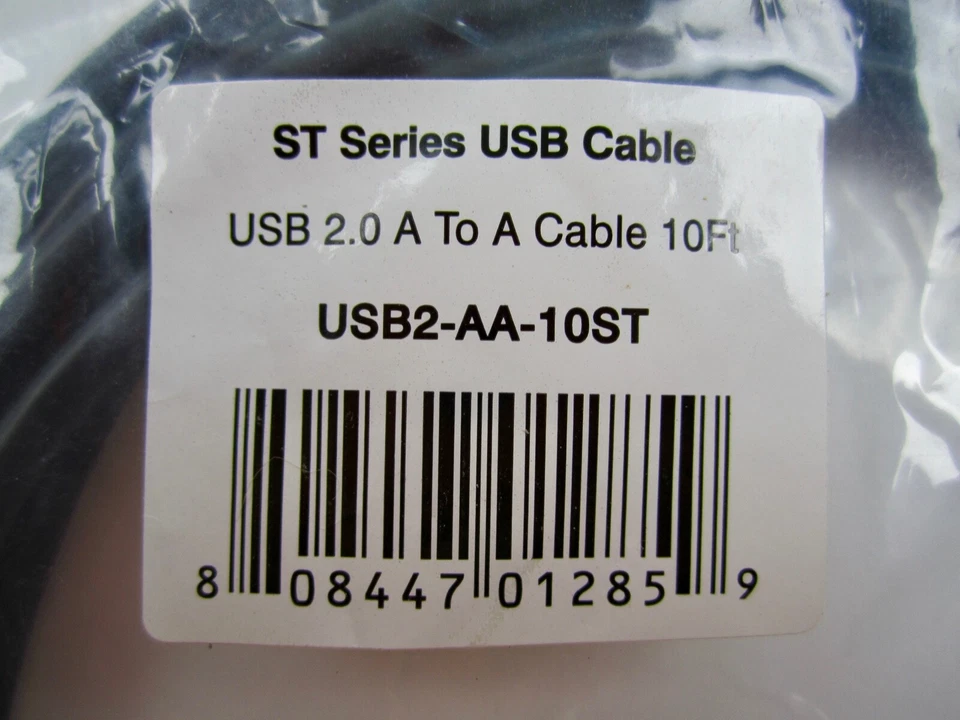 ST Series USB Cable
USB 2.0 A To A Cable 10Ft
USB2-AA-10ST
8 08447 01285 9